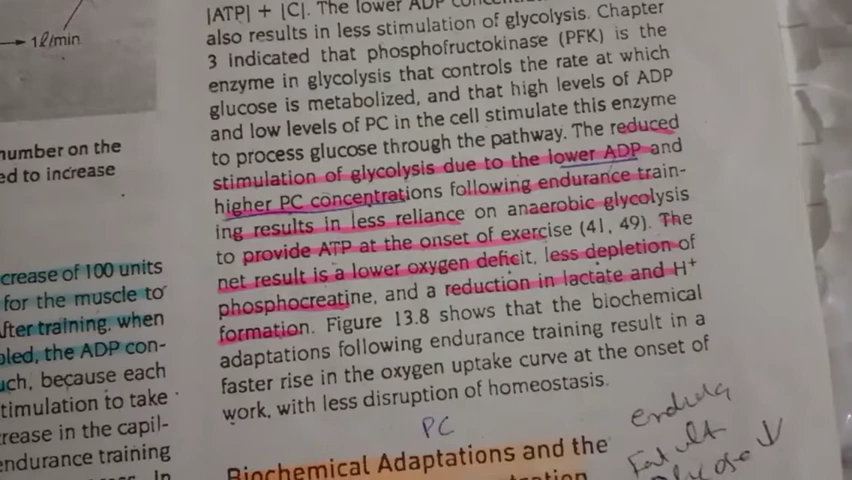 → 1ℓ/min
number on the
ed to increase
crease of 100 units
for the muscle to
fter training, when
oled, the ADP con-
uch, because each
timulation to take
crease in the capil-
endurance training
In
[ATP] + [C]. The lower ADP
also results in less stimulation of glycolysis. Chapter
3 indicated that phosphofructokinase (PFK) is the
enzyme in glycolysis that controls the rate at which
glucose is metabolized, and that high levels of ADP
and low levels of PC in the cell stimulate this enzyme
to process glucose through the pathway. The reduced
stimulation of glycolysis due to the lower ADP and
higher PC concentrations following endurance train-
ing results in less reliance on anaerobic glycolysis
to provide ATP at the onset of exercise (41, 49). The
net result is a lower oxygen deficit, less depletion of
phosphocreatine, and a reduction in lactate and H⁺
formation. Figure 13.8 shows that the biochemical
adaptations following endurance training result in a
faster rise in the oxygen uptake curve at the onset of
work, with less disruption of homeostasis.
PC
Biochemical Adaptations and the